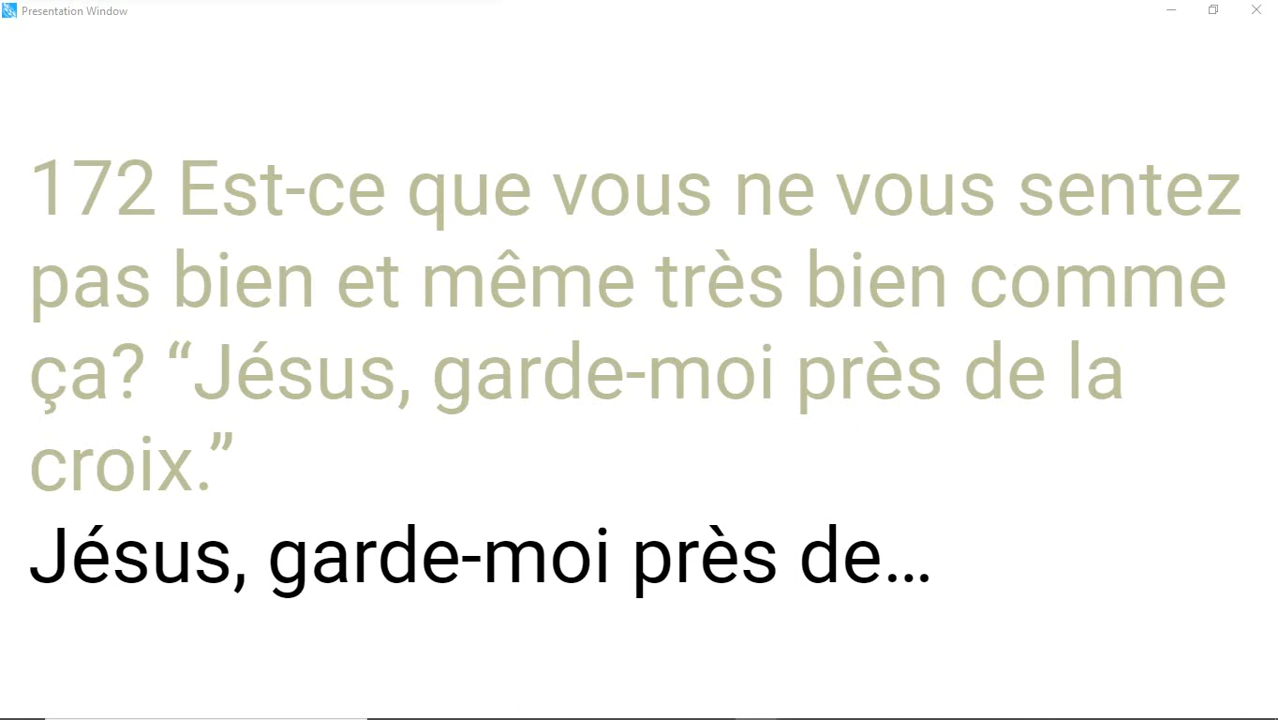 Presentation Window
172 Est-ce que vous ne vous sentez
pas bien et même très bien comme
ça? “Jésus, garde-moi près de la
croix.”
Jésus, garde-moi près de...